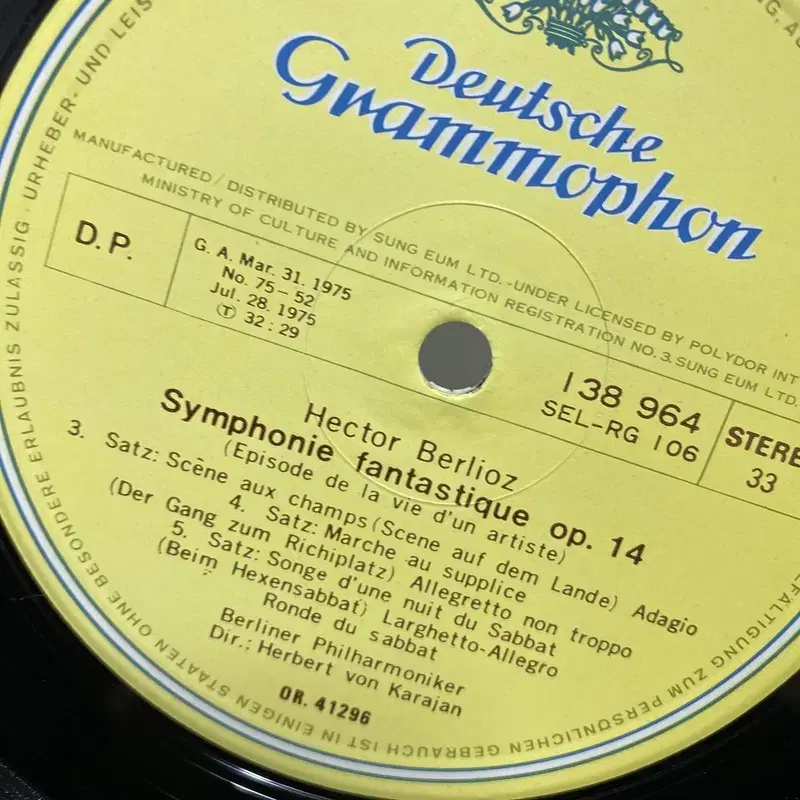 Deutsche
Grammophon
MANUFACTURED / DISTRIBUTED BY SUNG EUM LTD.-UNDER LICENSED BY POLYDOR INT
MINISTRY OF CULTURE AND INFORMATION REGISTRATION NO. 3. SUNG EUM LTD.
D.P.
G. A. Mar. 31. 1975
No. 75-52
Jul. 28. 1975
Ⓣ 32:29
138 964
SEL-RG 106
STERE
33
Hector Berlioz
Symphonie fantastique op. 14
(Episode de la vie d'un artiste)
3. Satz: Scène aux champs (Scene auf dem Lande) Adagio
4. Satz: Marche au supplice
(Der Gang zum Richiplatz) Allegretto non troppo
5. Satz: Songe d'une nuit du Sabbat
(Beim Hexensabbat) Larghetto-Allegro
Ronde du sabbat
Berliner Philharmoniker
Dir.: Herbert von Karajan
OR. 41296
URHEBER- UND LEIS
ZUM PERSÖNLICHEN GEBRAUCH IST IN EINIGEN STAATEN OHNE BESONDERE ERLAUBNIS ZULÄSSIG